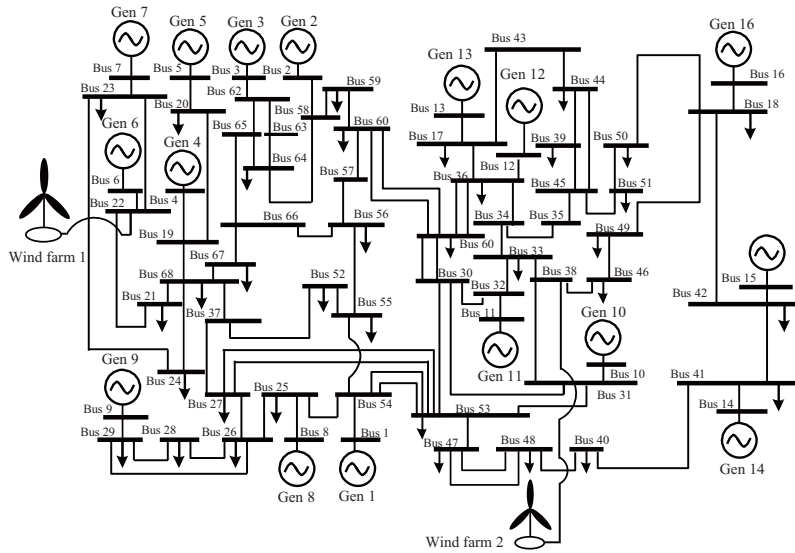 Gen 7
Gen 5
Gen 3
Gen 2
Bus 43
Gen 16
Gen 13
Gen 12
Bus 7
Bus 5
Bus 3
Bus 2
Bus 59
Bus 44
Bus 16
Bus 23
Bus 62
Bus 20
Bus 58
Bus 13
Bus 18
Gen 6
Gen 4
Bus 65
Bus 63
Bus 60
Bus 17
Bus 39
Bus 50
Bus 64
Bus 57
Bus 12
Bus 36
Bus 6
Bus 4
Bus 45
Bus 51
Bus 22
Bus 66
Bus 56
Bus 34
Bus 35
Bus 19
Bus 60
Bus 49
Wind farm 1
Bus 67
Bus 33
Bus 68
Bus 52
Bus 30
Bus 38
Bus 46
Bus 15
Bus 21
Bus 32
Bus 42
Bus 37
Bus 55
Bus 11
Gen 10
Gen 9
Bus 24
Gen 11
Bus 10
Bus 41
Bus 9
Bus 27
Bus 25
Bus 54
Bus 31
Bus 53
Bus 14
Bus 29
Bus 28
Bus 26
Bus 8
Bus 1
Bus 47
Bus 48
Bus 40
Gen 14
Gen 8
Gen 1
Wind farm 2